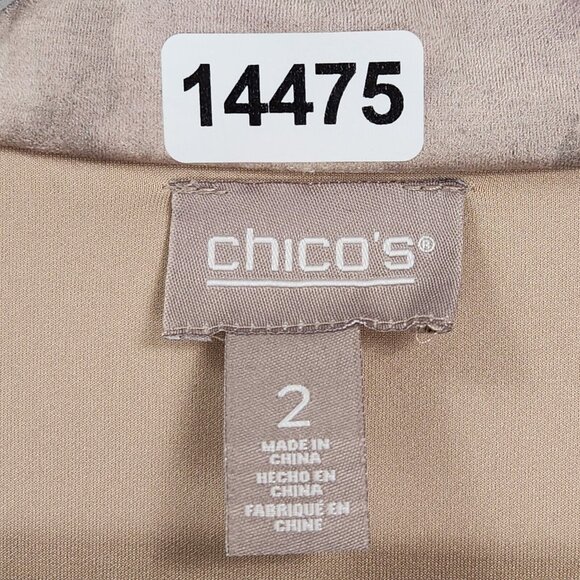 14475
chico's®
2
MADE IN
CHINA
HECHO EN
CHINA
FABRIQUÉ EN
CHINE